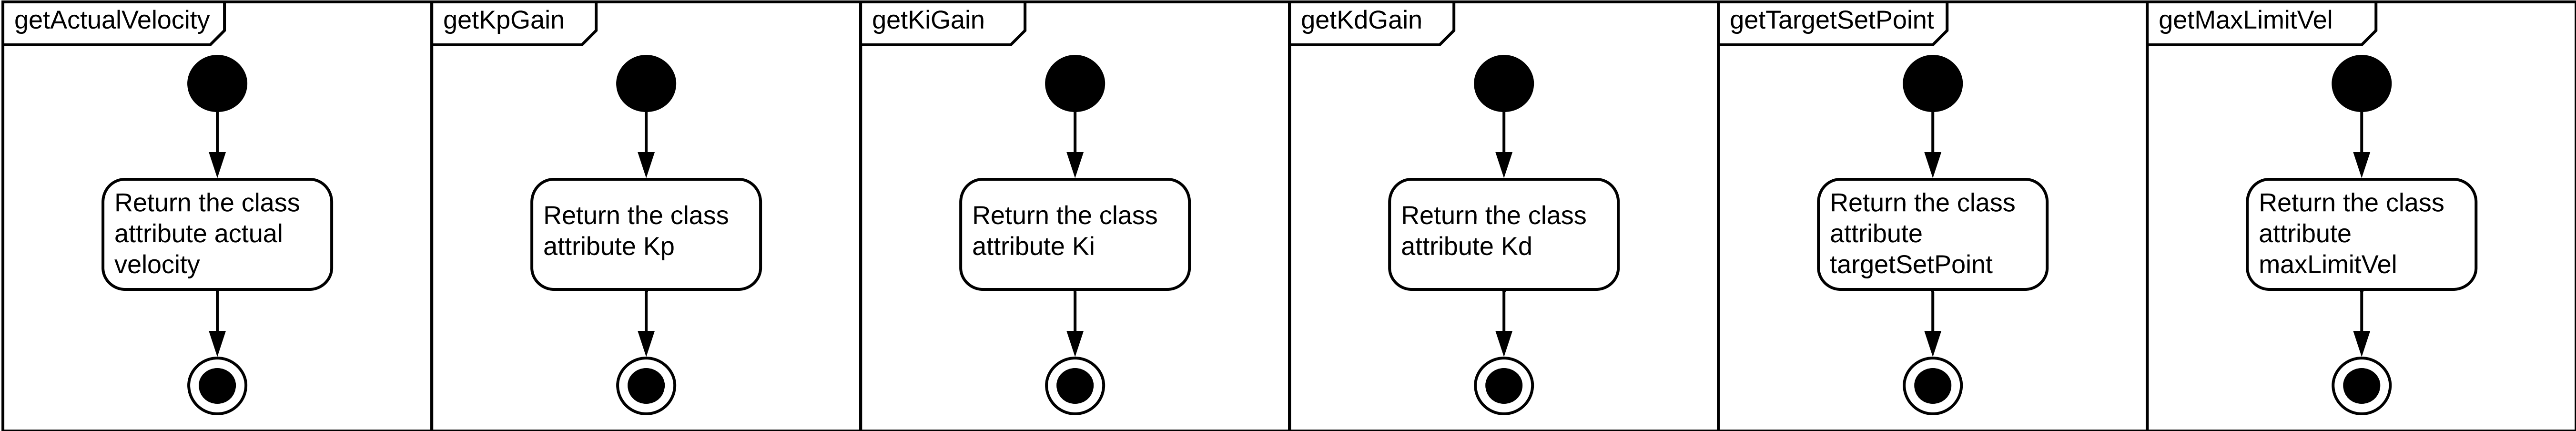 getActualVelocity
Return the class
attribute actual
velocity
getKpGain
Return the class
attribute Kp
getKiGain
Return the class
attribute Ki
getKdGain
Return the class
attribute Kd
getTargetSetPoint
Return the class
attribute
targetSetPoint
getMaxLimitVel
Return the class
attribute
maxLimitVel